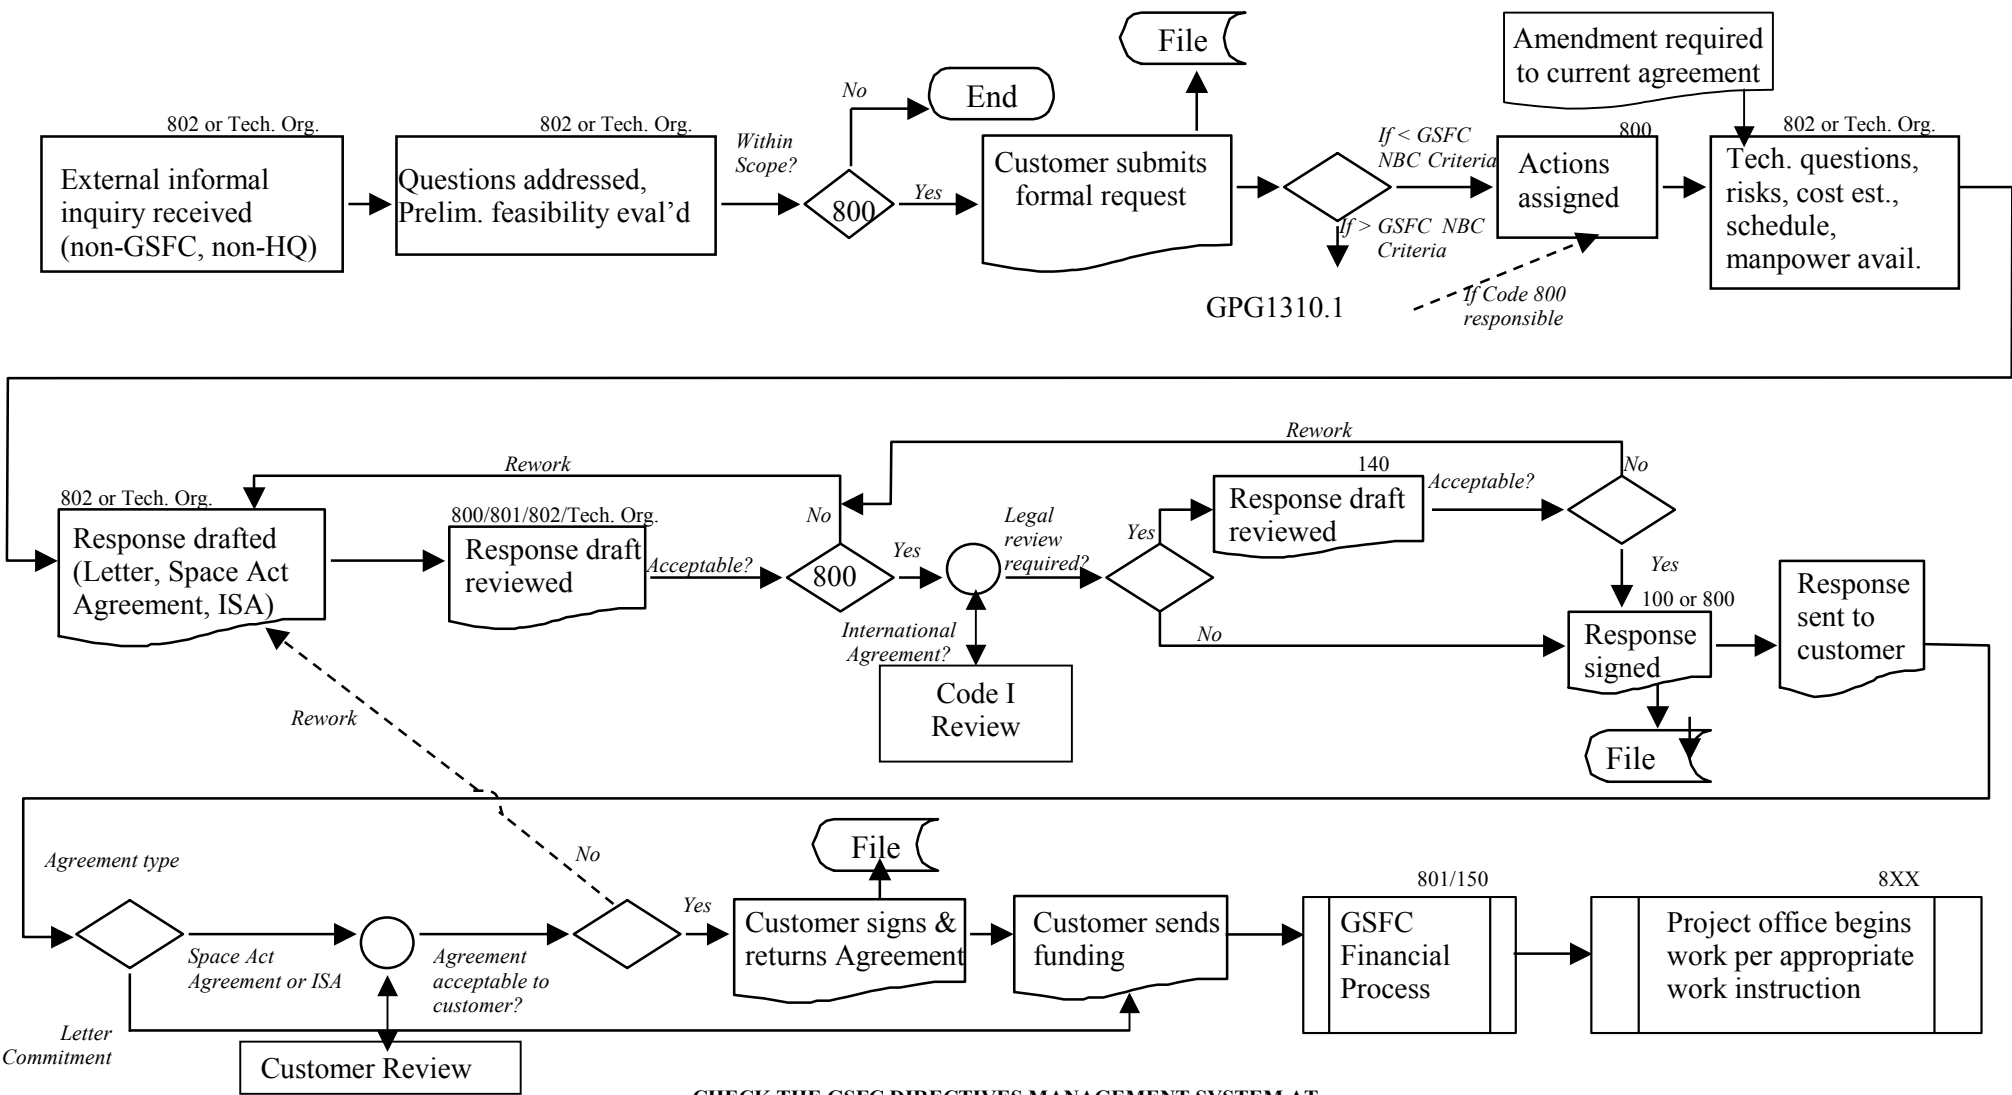 File
Amendment required
to current agreement
No
End
802 or Tech. Org.
External informal
inquiry received
(non-GSFC, non-HQ)
802 or Tech. Org.
Questions addressed,
Prelim. feasibility eval’d
Within
Scope?
800
Yes
Customer submits
formal request
If < GSFC
NBC Criteria
If > GSFC NBC
Criteria
GPG1310.1
800
Actions
assigned
If Code 800
responsible
802 or Tech. Org.
Tech. questions,
risks, cost est.,
schedule,
manpower avail.
Rework
Rework
802 or Tech. Org.
Response drafted
(Letter, Space Act
Agreement, ISA)
800/801/802/Tech. Org.
Response draft
reviewed
Acceptable?
No
800
Yes
Legal
review
required?
International
Agreement?
Code I
Review
Yes
No
140
Response draft
reviewed
Acceptable?
No
Yes
100 or 800
Response
signed
File
Response
sent to
customer
Rework
Agreement type
Space Act
Agreement or ISA
Letter
Commitment
Customer Review
Agreement
acceptable to
customer?
No
Yes
File
Customer signs &
returns Agreement
Customer sends
funding
801/150
GSFC
Financial
Process
8XX
Project office begins
work per appropriate
work instruction
CHECK THE GSFC DIRECTIVES MANAGEMENT SYSTEM AT